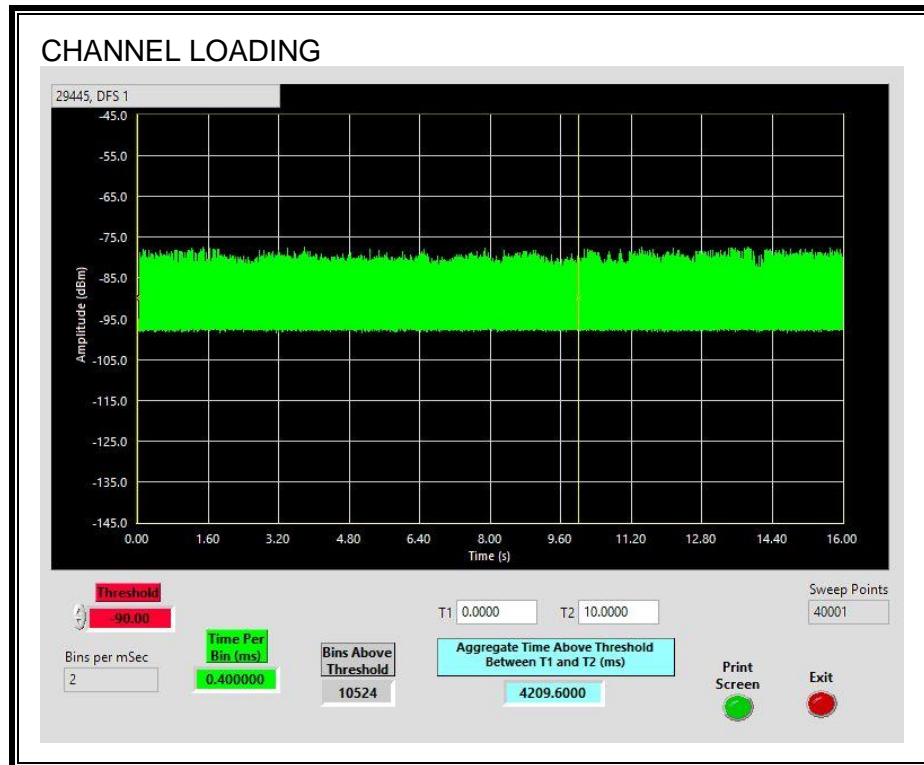 CHANNEL LOADING
29445, DFS 1
-45.0
-55.0
-65.0
-75.0
-85.0
-95.0
-105.0
-115.0
-125.0
-135.0
-145.0
Amplitude (dBm)
0.00 1.60 3.20 4.80 6.40 8.00 9.60 11.20 12.80 14.40 16.00
Time (s)
Threshold
-90.00
Bins per mSec
2
Time Per
Bin (ms)
0.400000
Bins Above
Threshold
10524
T1 0.0000 T2 10.0000
Aggregate Time Above Threshold
Between T1 and T2 (ms)
4209.6000
Sweep Points
40001
Print
Screen
Exit